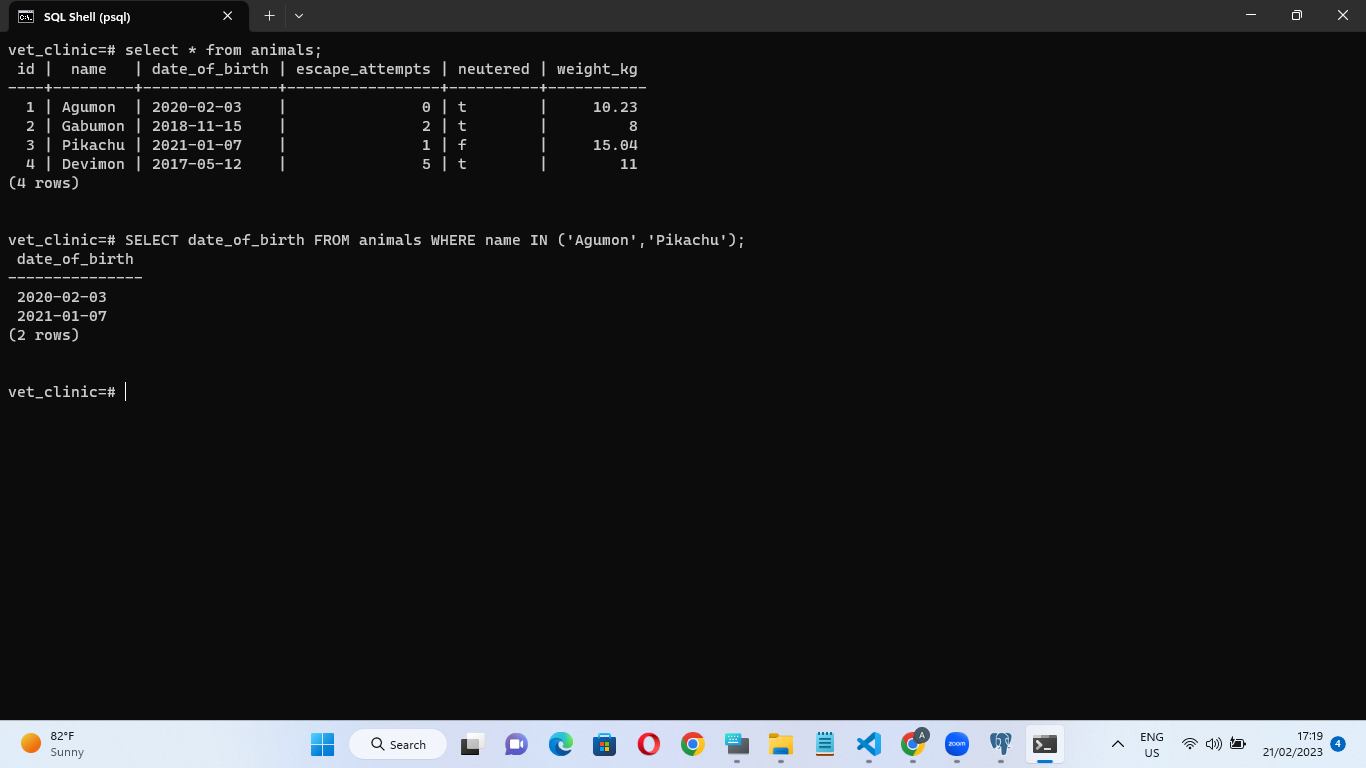 SQL Shell (psql)
vet_clinic=# select * from animals;
 id |  name   | date_of_birth | escape_attempts | neutered | weight_kg
----+---------+---------------+-----------------+----------+-----------
  1 | Agumon  | 2020-02-03    |               0 | t        |     10.23
  2 | Gabumon | 2018-11-15    |               2 | t        |         8
  3 | Pikachu | 2021-01-07    |               1 | f        |     15.04
  4 | Devimon | 2017-05-12    |               5 | t        |        11
(4 rows)
vet_clinic=# SELECT date_of_birth FROM animals WHERE name IN ('Agumon','Pikachu');
 date_of_birth
---------------
 2020-02-03
 2021-01-07
(2 rows)
vet_clinic=#
82°F
Sunny
Search
A
zoom
ENG
US
17:19
21/02/2023
4